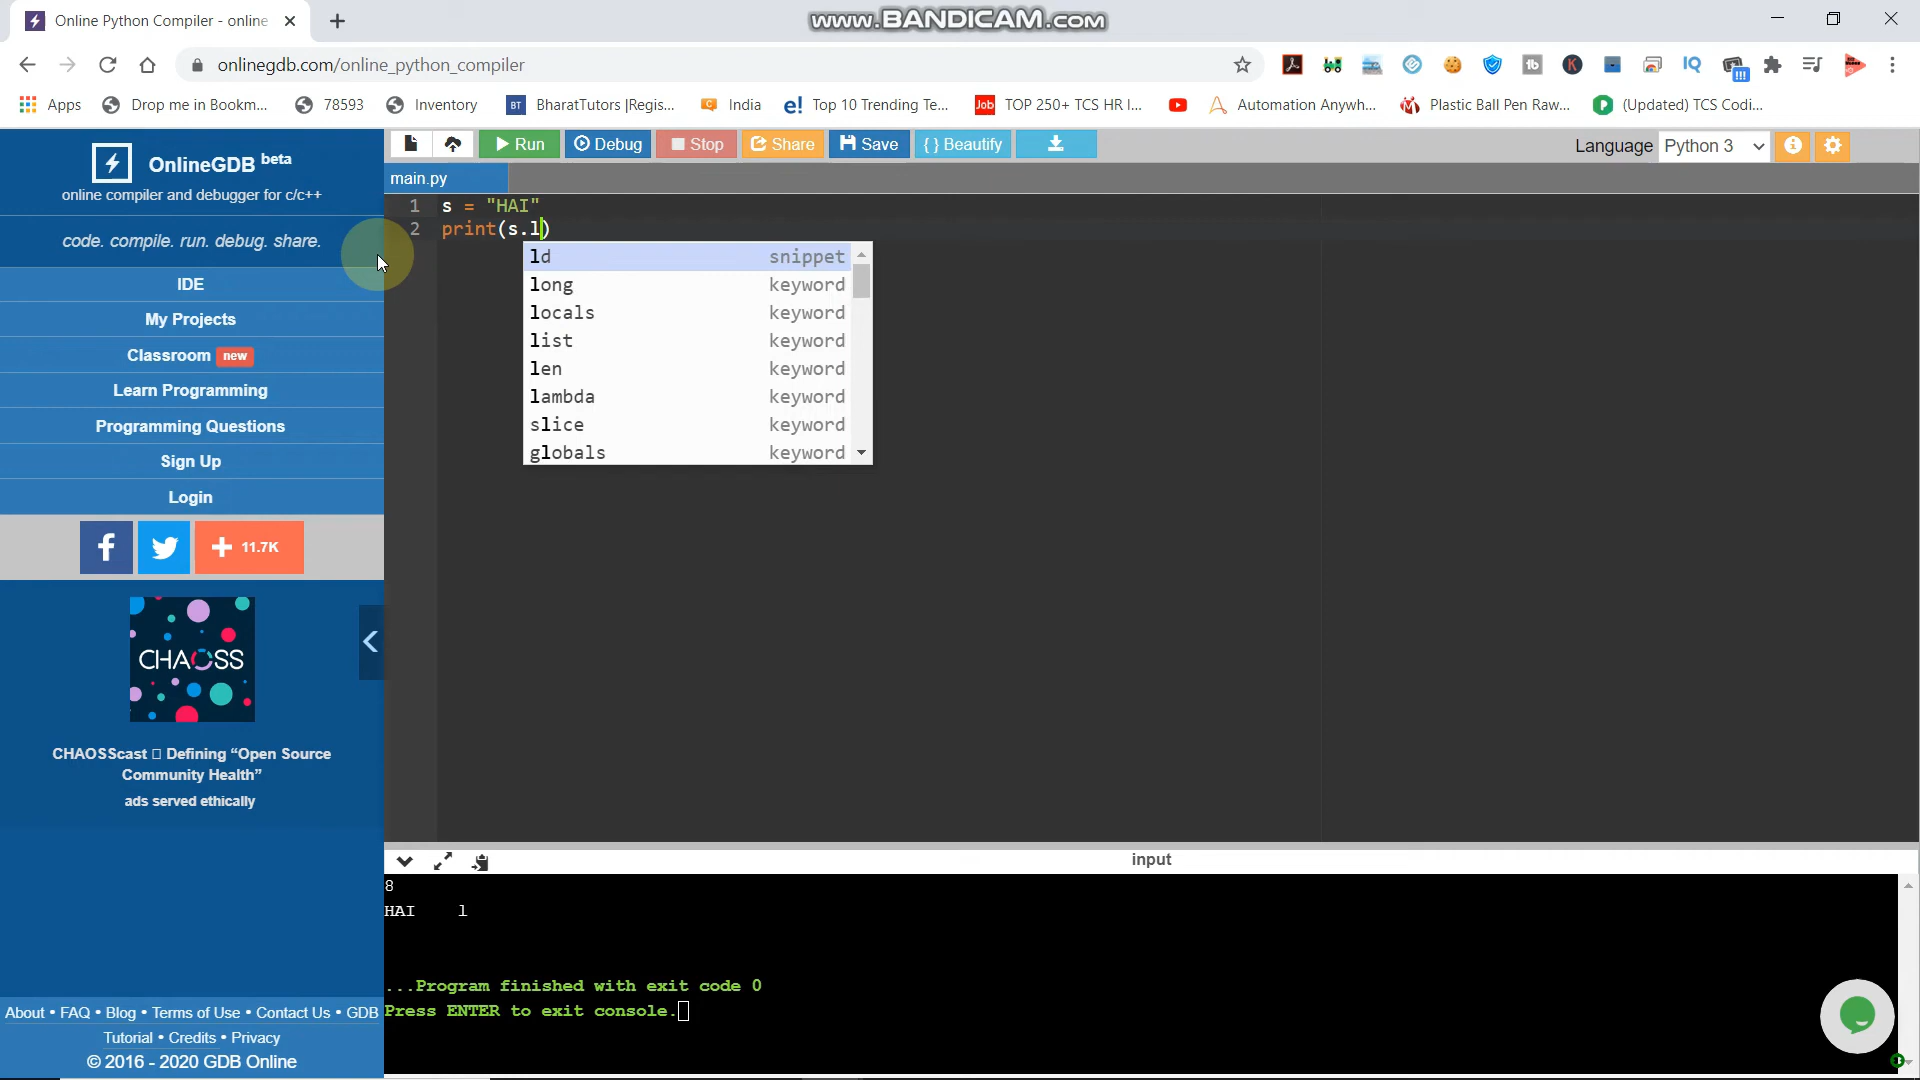 Online Python Compiler - online
www.BANDICAM.com
onlinegdb.com/online_python_compiler
Apps
Drop me in Bookm...
78593
Inventory
BT
BharatTutors |Regis...
India
e!
Top 10 Trending Te...
Job
TOP 250+ TCS HR I...
Automation Anywh...
Plastic Ball Pen Raw...
(Updated) TCS Codi...
OnlineGDB beta
online compiler and debugger for c/c++
code. compile. run. debug. share.
IDE
My Projects
Classroom new
Learn Programming
Programming Questions
Sign Up
Login
+ 11.7K
CHAOSS
CHAOSScast □ Defining “Open Source
Community Health”
ads served ethically
About • FAQ • Blog • Terms of Use • Contact Us • GDB
Tutorial • Credits • Privacy
© 2016 - 2020 GDB Online
Run
Debug
Stop
Share
Save
{ } Beautify
Language Python 3
main.py
1 s = "HAI"
2 print(s.l)
ld snippet
long keyword
locals keyword
list keyword
len keyword
lambda keyword
slice keyword
globals keyword
input
8
HAI l
...Program finished with exit code 0
Press ENTER to exit console.